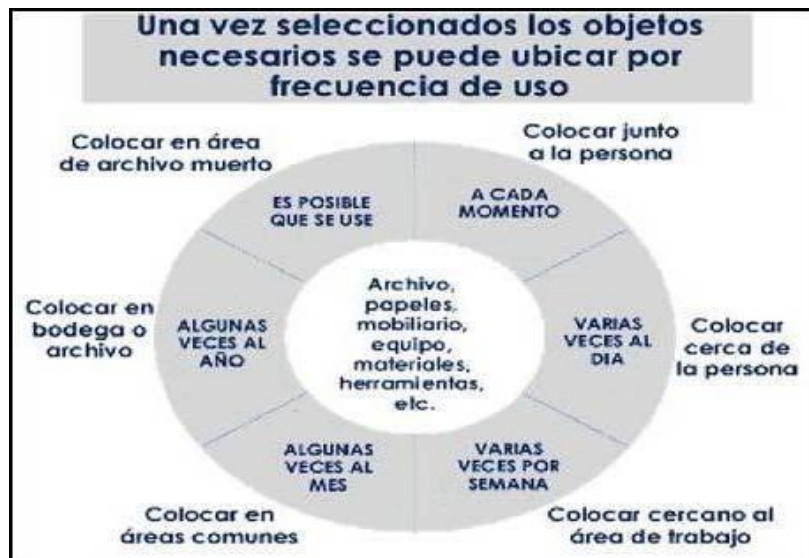 Una vez seleccionados los objetos
necesarios se puede ubicar por
frecuencia de uso
Colocar junto
a la persona
A CADA
MOMENTO
Colocar
cerca de
la persona
VARIAS
VECES AL
DIA
Colocar cercano al
área de trabajo
VARIAS
VECES POR
SEMANA
Colocar en
áreas comunes
ALGUNAS
VECES AL
MES
Colocar en
bodega o
archivo
ALGUNAS
VECES AL
AÑO
Colocar en área
de archivo muerto
ES POSIBLE
QUE SE USE
Archivo,
papeles,
mobiliario,
equipo,
materiales,
herramientas,
etc.